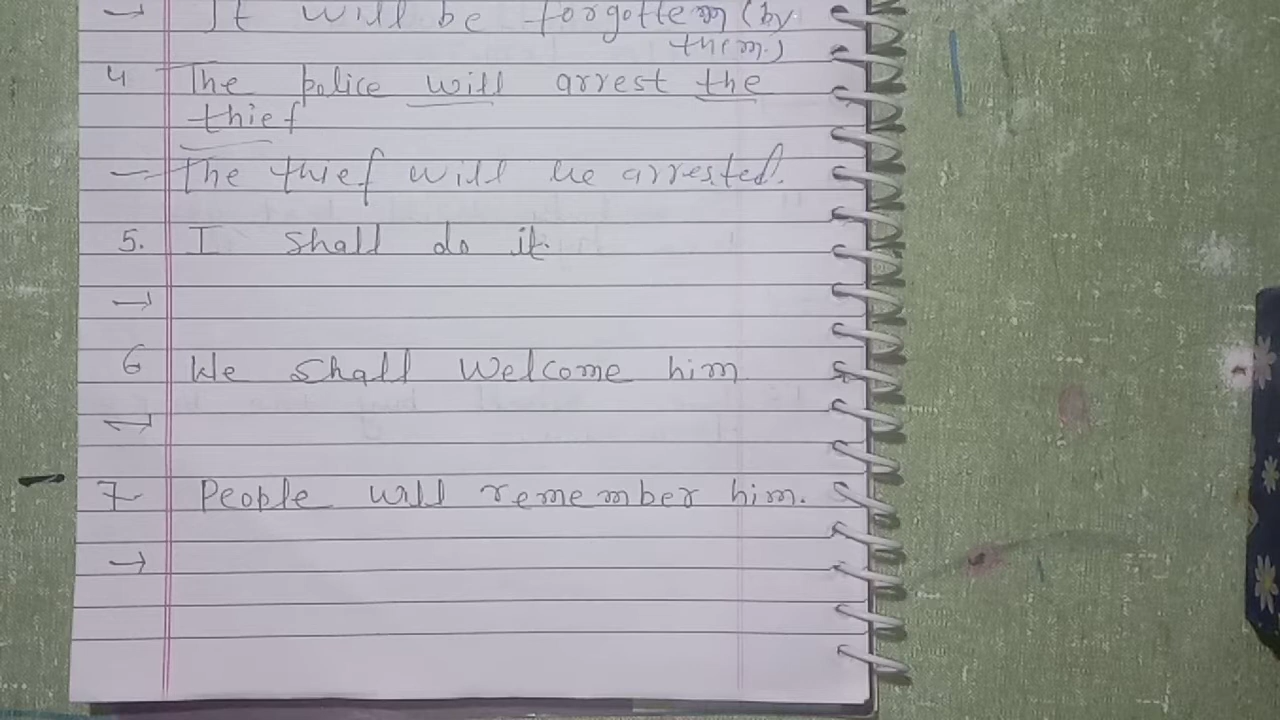 → It will be forgotten (by
them.)
4 The police will arrest the
thief
— The thief will be arrested.
5. I shall do it.
→
6 We shall welcome him
→
7- People will remember him.
→